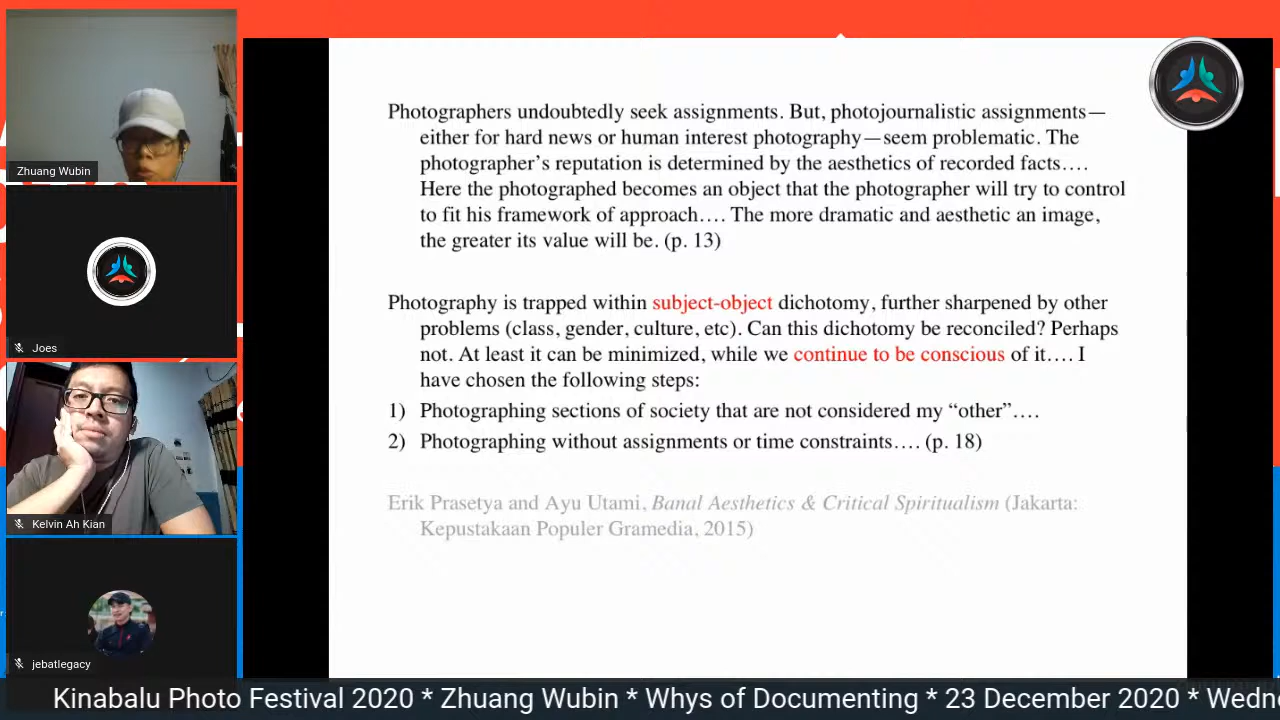 Zhuang Wubin
Joes
Kelvin Ah Kian
jebatlegacy
Photographers undoubtedly seek assignments. But, photojournalistic assignments—
either for hard news or human interest photography—seem problematic. The
photographer's reputation is determined by the aesthetics of recorded facts….
Here the photographed becomes an object that the photographer will try to control
to fit his framework of approach…. The more dramatic and aesthetic an image,
the greater its value will be. (p. 13)
Photography is trapped within subject-object dichotomy, further sharpened by other
problems (class, gender, culture, etc). Can this dichotomy be reconciled? Perhaps
not. At least it can be minimized, while we continue to be conscious of it…. I
have chosen the following steps:
1) Photographing sections of society that are not considered my “other”….
2) Photographing without assignments or time constraints…. (p. 18)
Erik Prasetya and Ayu Utami, Banal Aesthetics & Critical Spiritualism (Jakarta:
Kepustakaan Populer Gramedia, 2015)
Kinabalu Photo Festival 2020 * Zhuang Wubin * Whys of Documenting * 23 December 2020 * Wedn